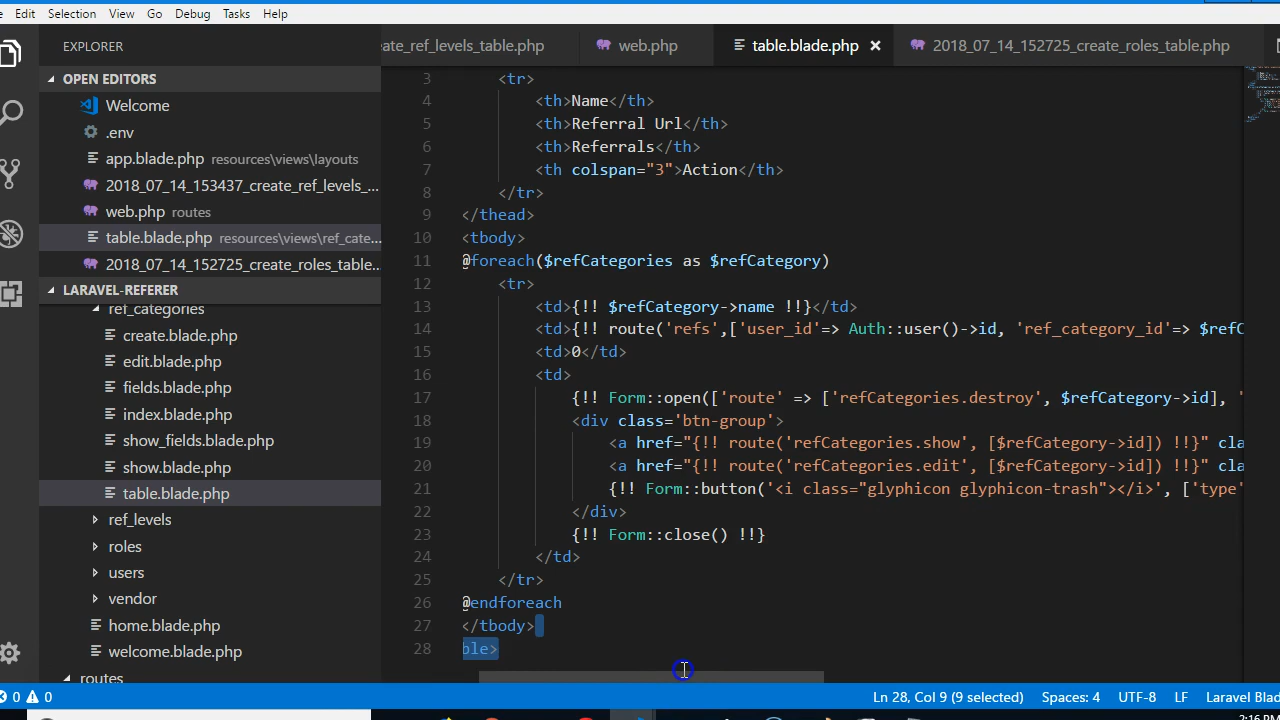 Edit Selection View Go Debug Tasks Help
EXPLORER
ate_ref_levels_table.php web.php table.blade.php 2018_07_14_152725_create_roles_table.php
OPEN EDITORS
Welcome
.env
app.blade.php resources\views\layouts
2018_07_14_153437_create_ref_levels_...
web.php routes
table.blade.php resources\views\ref_cate...
2018_07_14_152725_create_roles_table...
LARAVEL-REFERER
ref_categories
create.blade.php
edit.blade.php
fields.blade.php
index.blade.php
show_fields.blade.php
show.blade.php
table.blade.php
ref_levels
roles
users
vendor
home.blade.php
welcome.blade.php
routes
3 <tr>
4 <th>Name</th>
5 <th>Referral Url</th>
6 <th>Referrals</th>
7 <th colspan="3">Action</th>
8 </tr>
9 </thead>
10 <tbody>
11 @foreach($refCategories as $refCategory)
12 <tr>
13 <td>{!! $refCategory->name !!}</td>
14 <td>{!! route('refs',['user_id'=> Auth::user()->id, 'ref_category_id'=> $refC
15 <td>0</td>
16 <td>
17 {!! Form::open(['route' => ['refCategories.destroy', $refCategory->id], '
18 <div class='btn-group'>
19 <a href="{!! route('refCategories.show', [$refCategory->id]) !!}" cla
20 <a href="{!! route('refCategories.edit', [$refCategory->id]) !!}" cla
21 {!! Form::button('<i class="glyphicon glyphicon-trash"></i>', ['type'
22 </div>
23 {!! Form::close() !!}
24 </td>
25 </tr>
26 @endforeach
27 </tbody>
28 ble>
0 0 Ln 28, Col 9 (9 selected) Spaces: 4 UTF-8 LF Laravel Blad
2:16 PM